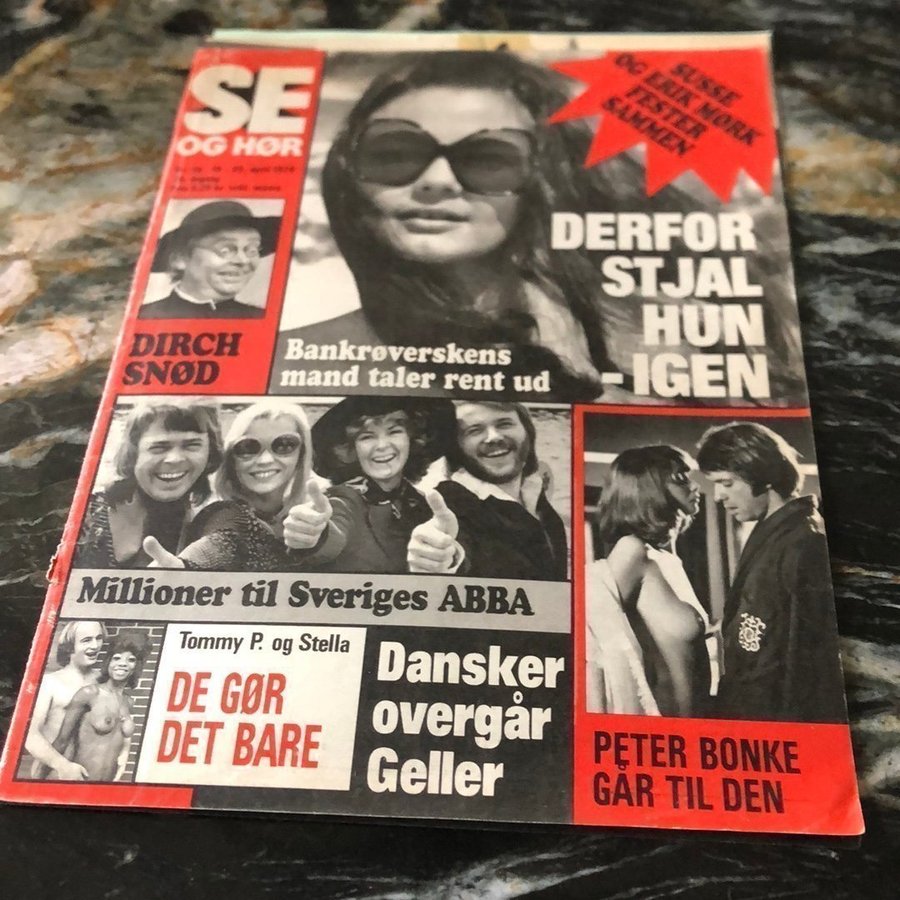 SE
OG HØR
april
DIRCH
SNØD
SUSSE
OG ERIK MØRK
FESTER
SAMMEN
DERFOR
STJAL
HUN
-IGEN
Bankrøverskens
mand taler rent ud
Millioner til Sveriges ABBA
Tommy P. og Stella
DE GØR
DET BARE
Dansker
overgår
Geller
PETER BONKE
GÅR TIL DEN